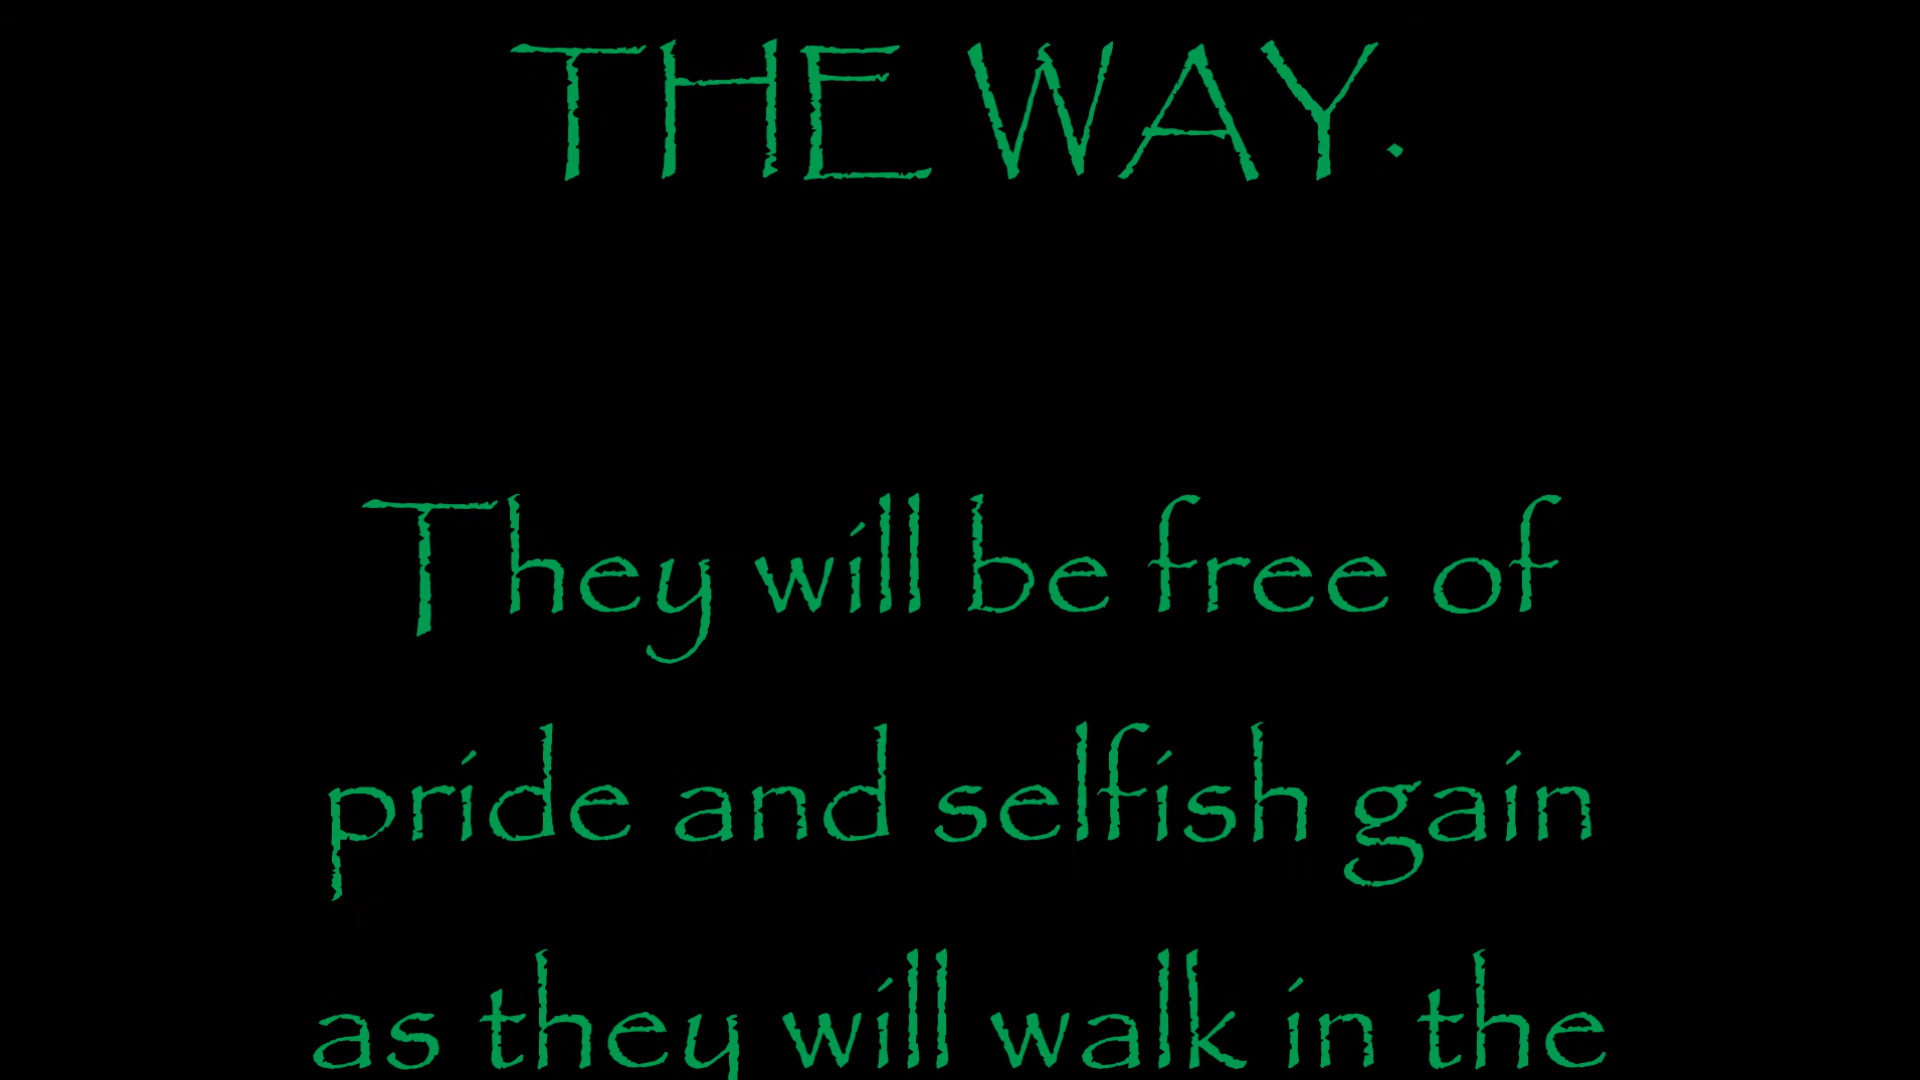 THE WAY.
They will be free of
pride and selfish gain
as they will walk in the